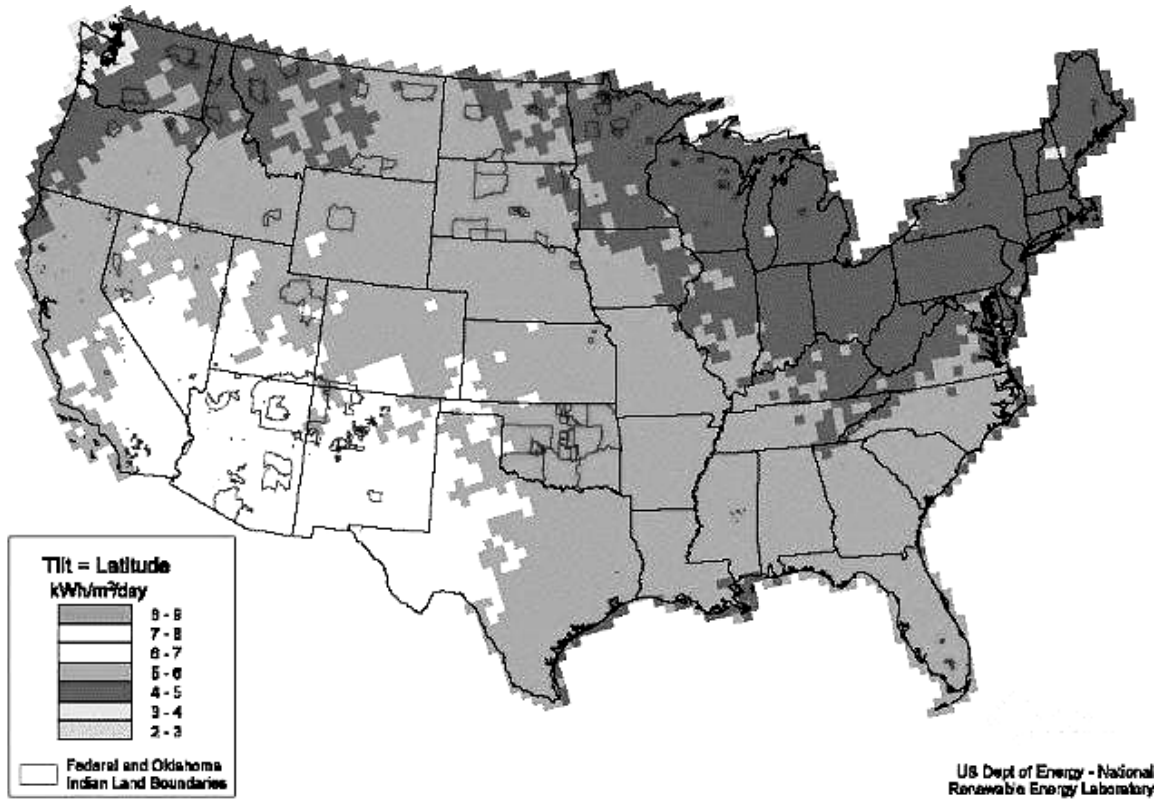 Tilt = Latitude
kWh/m²/day
8 - 9
7 - 8
6 - 7
5 - 6
4 - 5
3 - 4
2 - 3
Federal and Oklahoma
Indian Land Boundaries
US Dept of Energy - National
Renewable Energy Laboratory